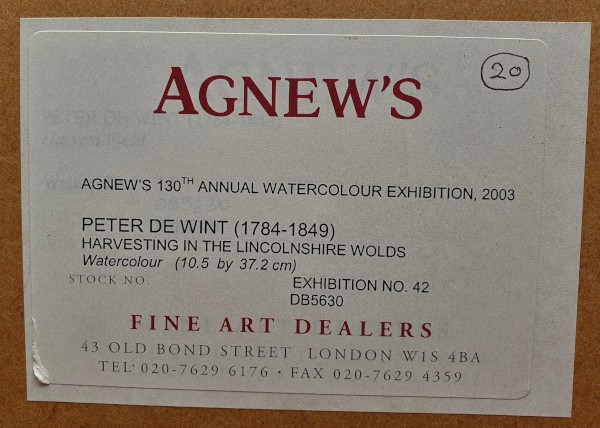 AGNEW'S
20
AGNEW'S 130TH ANNUAL WATERCOLOUR EXHIBITION, 2003
PETER DE WINT (1784-1849)
HARVESTING IN THE LINCOLNSHIRE WOLDS
Watercolour (10.5 by 37.2 cm)
STOCK NO. EXHIBITION NO. 42
DB5630
FINE ART DEALERS
43 OLD BOND STREET LONDON W1S 4BA
TEL: 020-7629 6176 · FAX 020-7629 4359